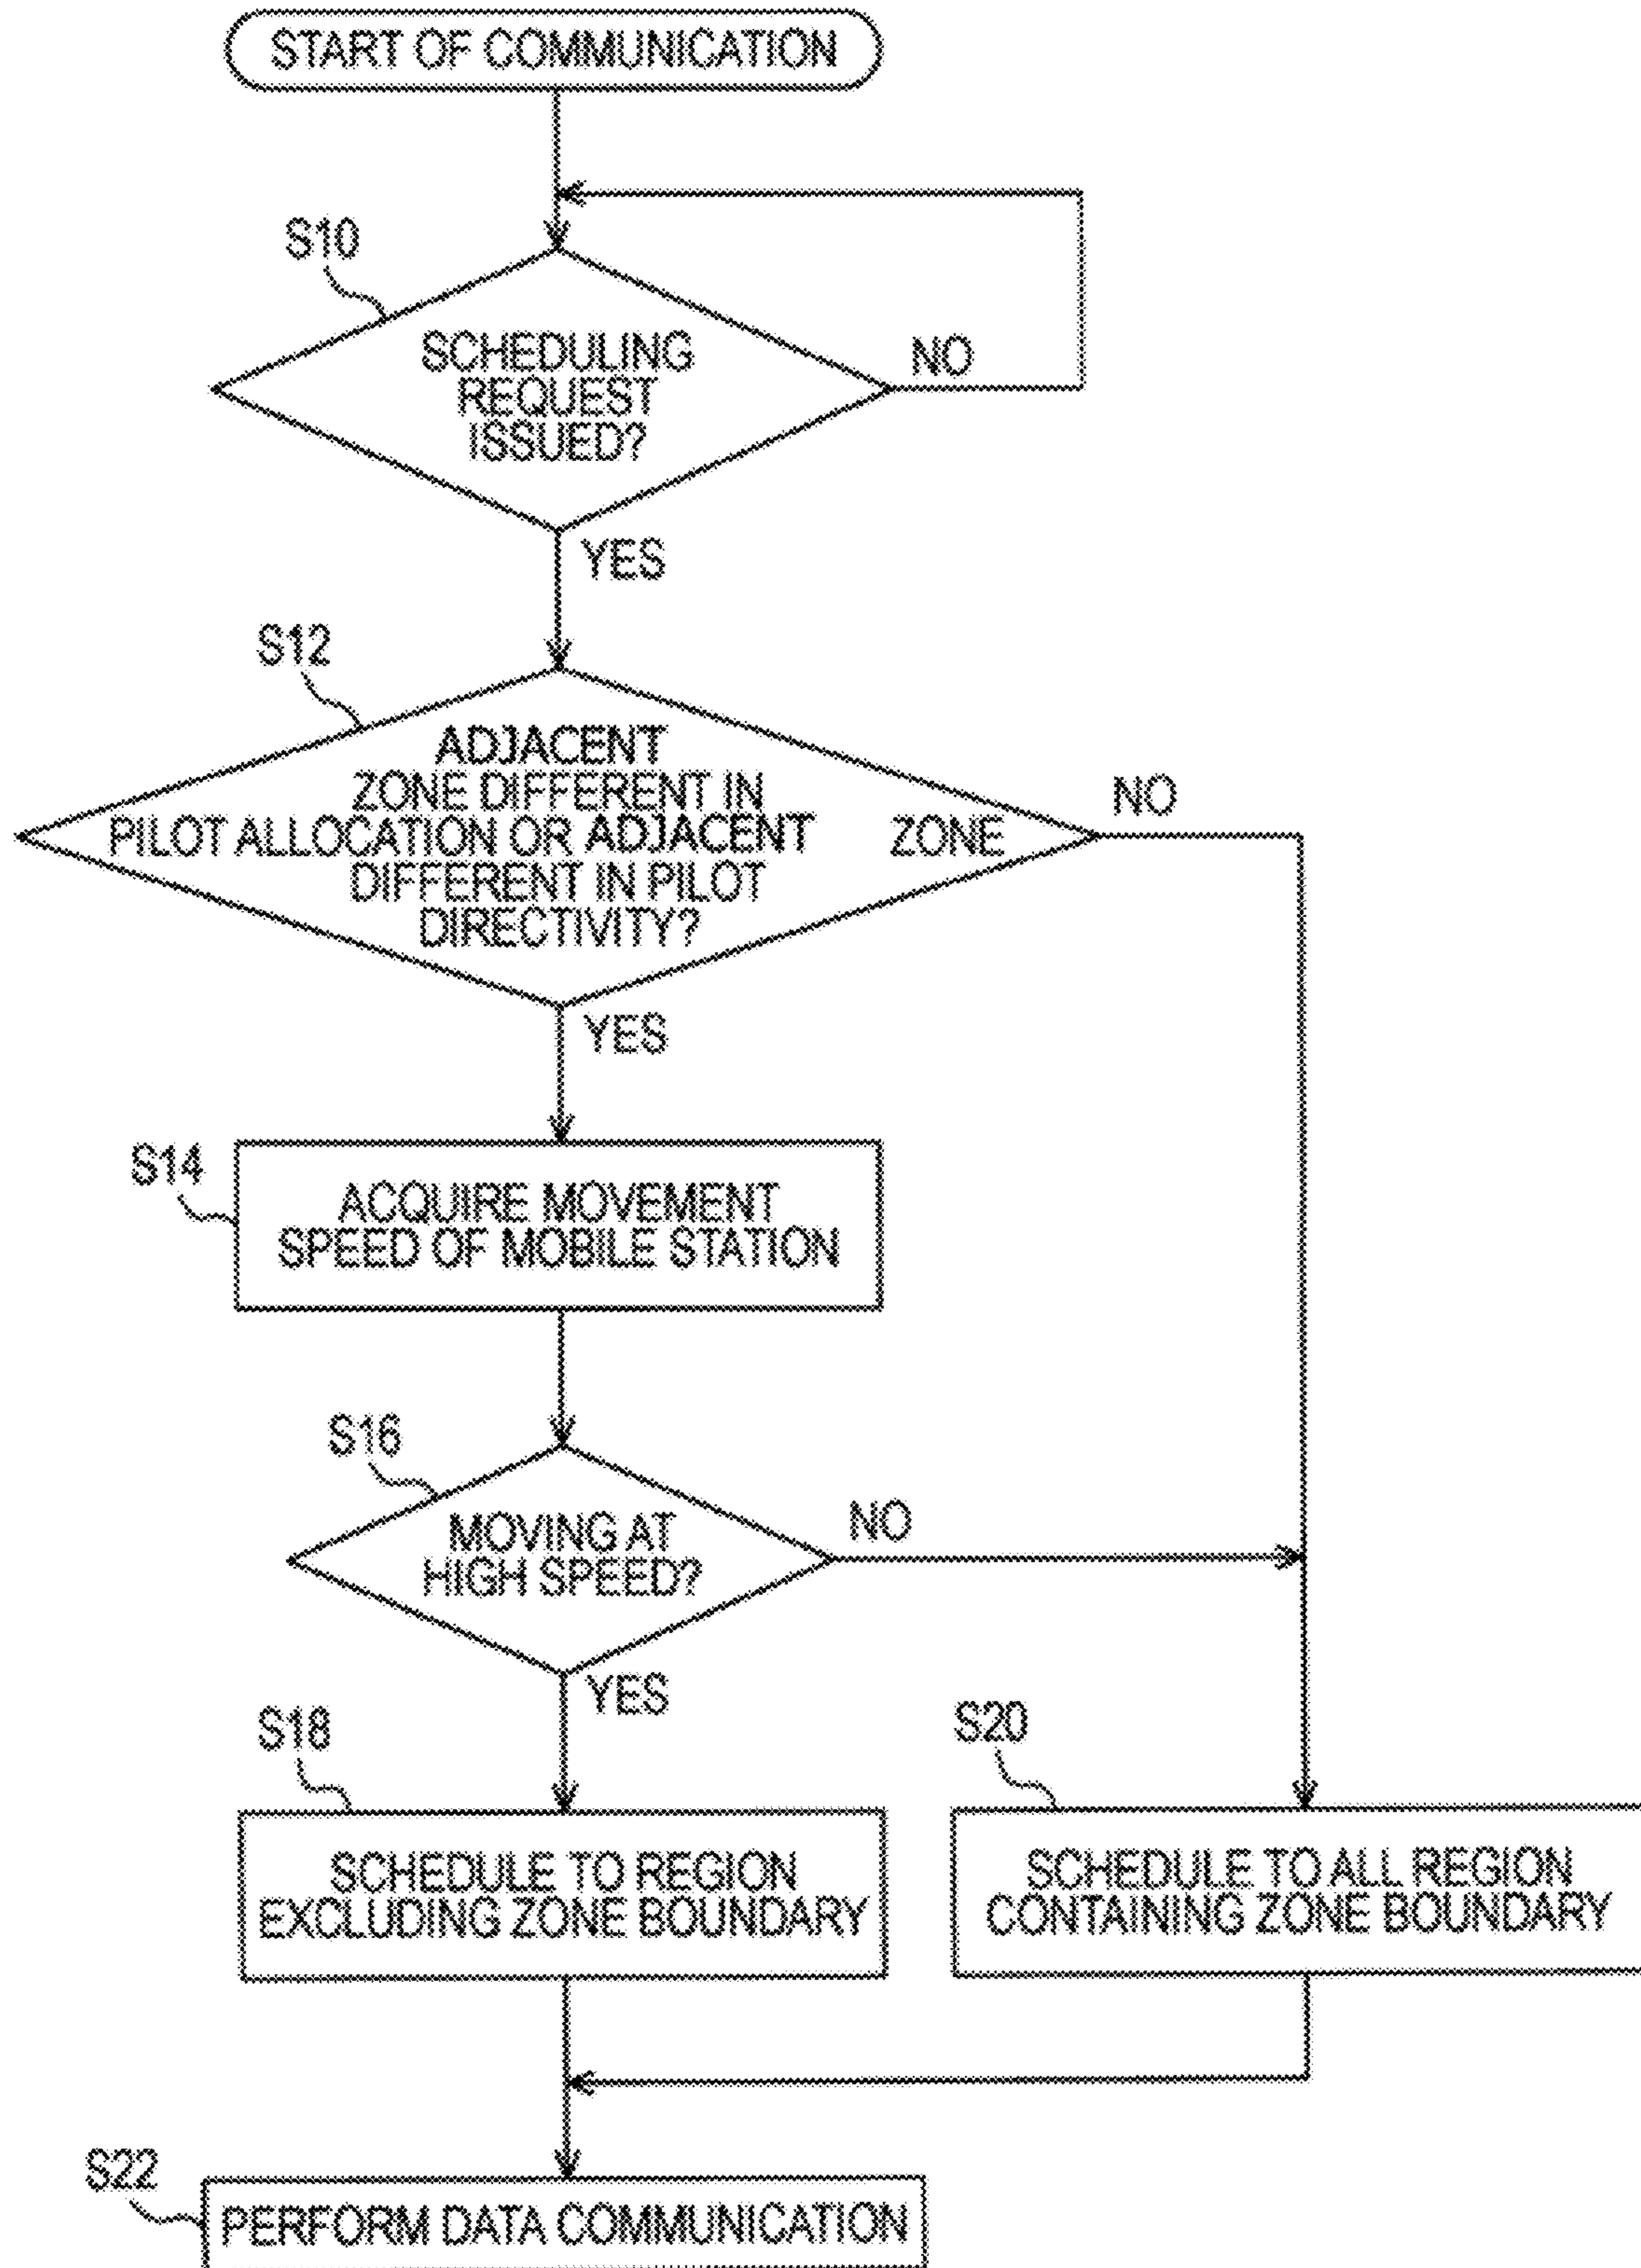 START OF COMMUNICATION
S10
SCHEDULING
REQUEST
ISSUED?
NO
YES
S12
ADJACENT
ZONE DIFFERENT IN
PILOT ALLOCATION OR ADJACENT ZONE
DIFFERENT IN PILOT
DIRECTIVITY?
NO
YES
S14
ACQUIRE MOVEMENT
SPEED OF MOBILE STATION
S16
MOVING AT
HIGH SPEED?
NO
YES
S18
SCHEDULE TO REGION
EXCLUDING ZONE BOUNDARY
S20
SCHEDULE TO ALL REGION
CONTAINING ZONE BOUNDARY
S22
PERFORM DATA COMMUNICATION